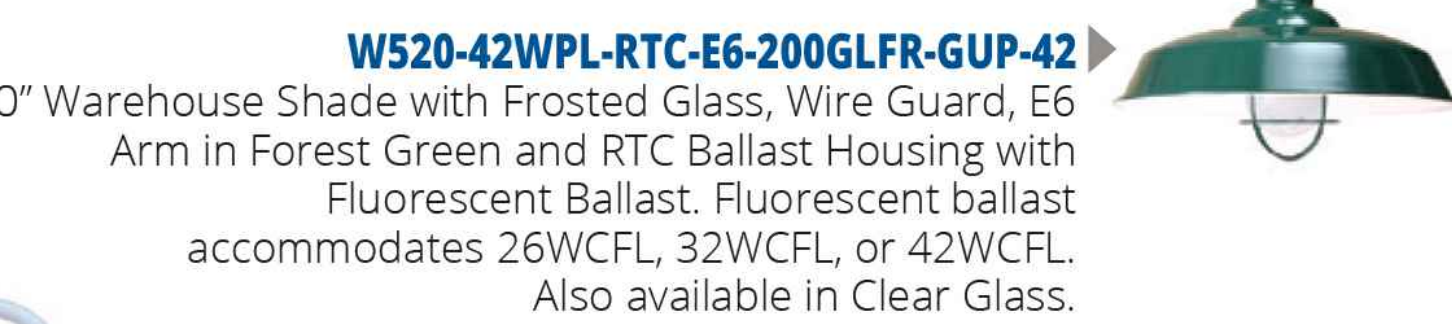 W520-42WPL-RTC-E6-200GLFR-GUP-42
0” Warehouse Shade with Frosted Glass, Wire Guard, E6
Arm in Forest Green and RTC Ballast Housing with
Fluorescent Ballast. Fluorescent ballast
accommodates 26WCFL, 32WCFL, or 42WCFL.
Also available in Clear Glass.